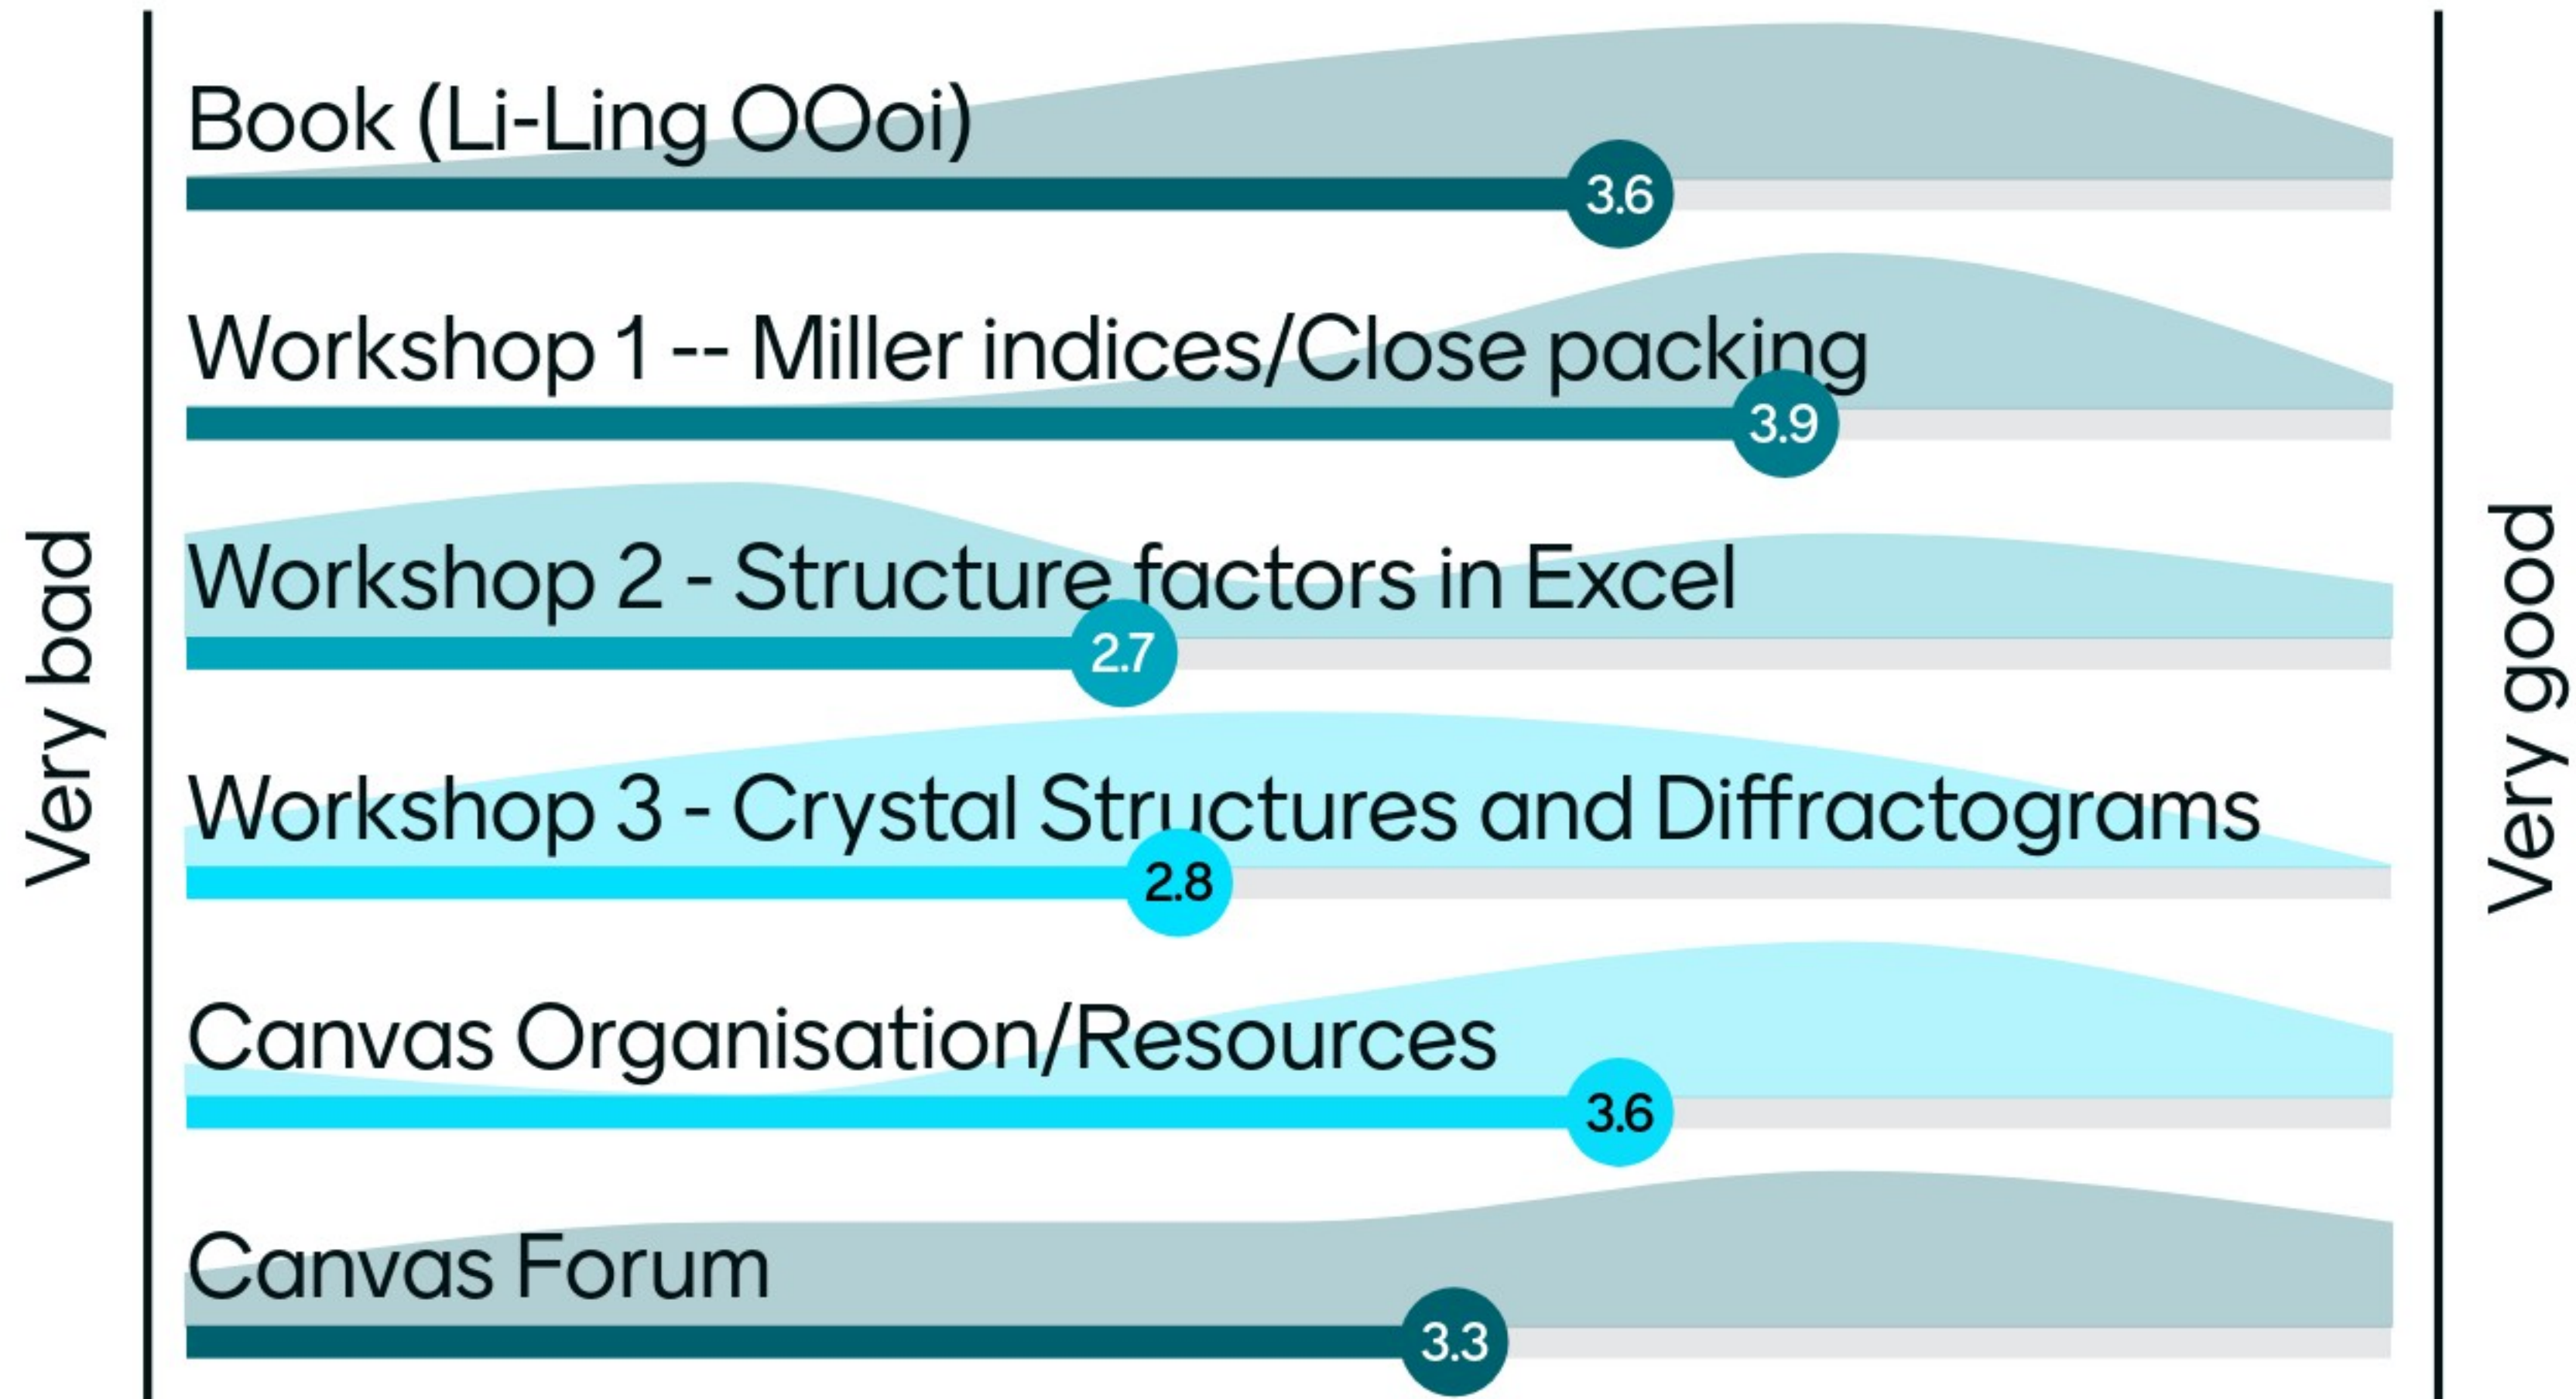 Book (Li-Ling OOoi)
3.6
Workshop 1 -- Miller indices/Close packing
3.9
Workshop 2 - Structure factors in Excel
2.7
Workshop 3 - Crystal Structures and Diffractograms
2.8
Canvas Organisation/Resources
3.6
Canvas Forum
3.3
Very bad
Very good